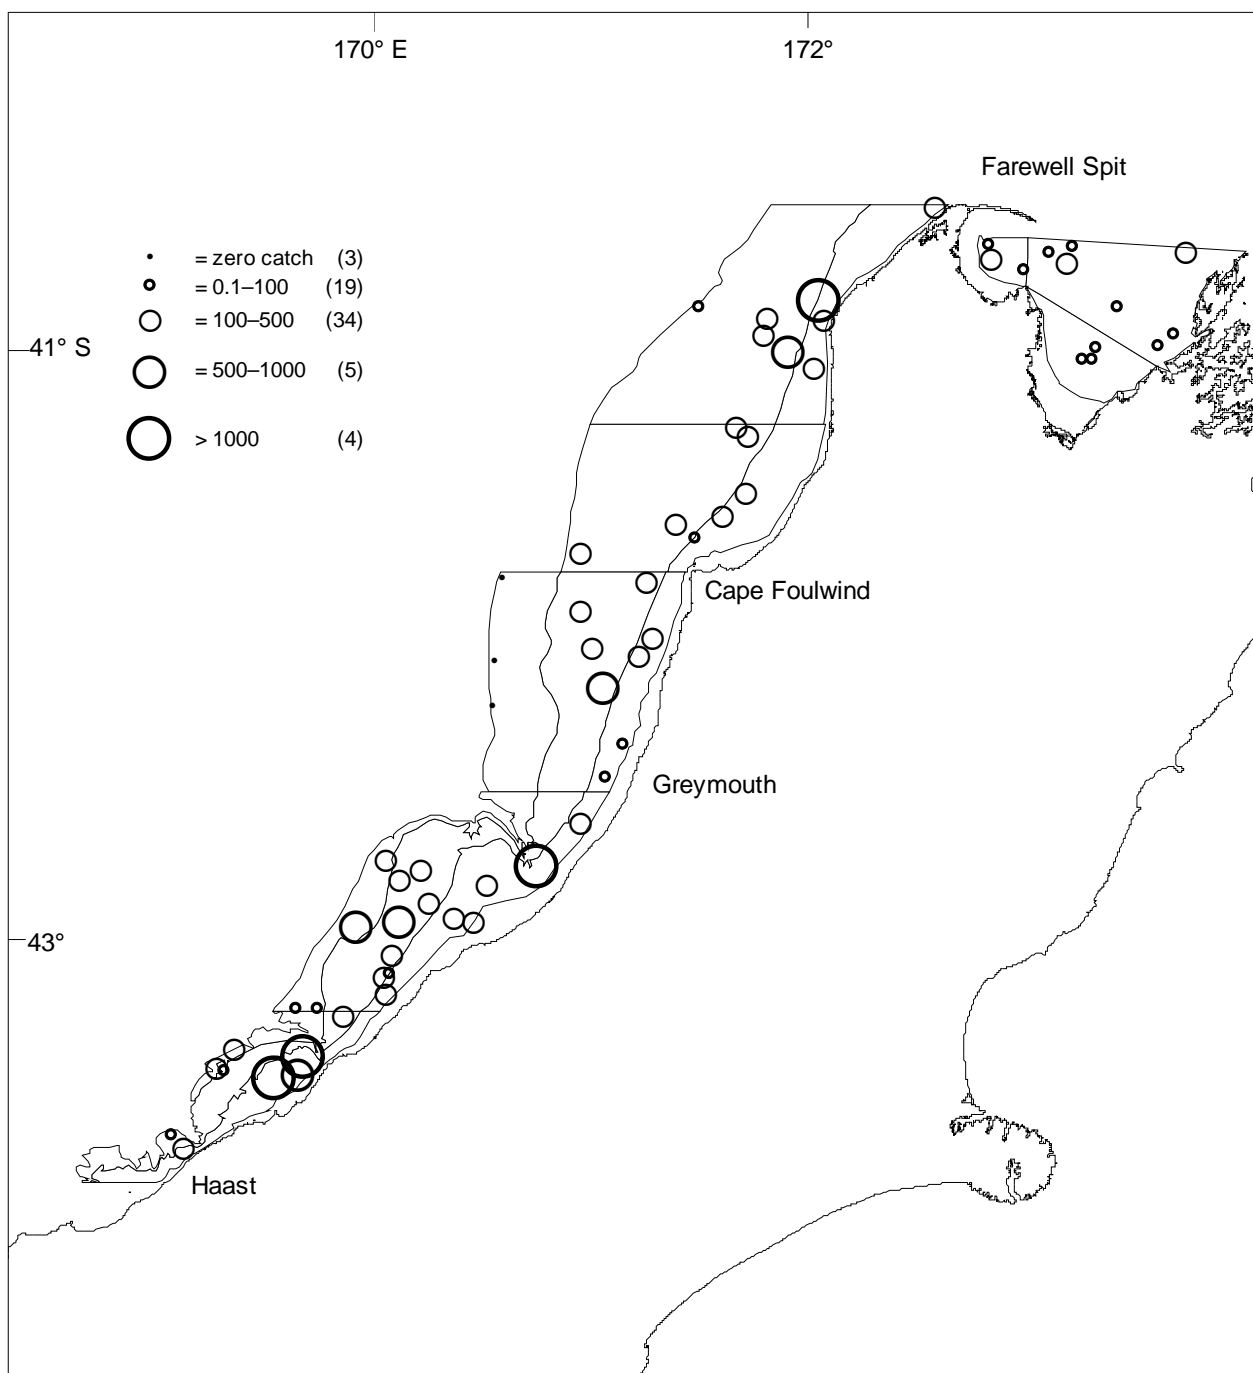 170° E
172°
Farewell Spit
= zero catch (3)
= 0.1–100 (19)
= 100–500 (34)
41° S
= 500–1000 (5)
> 1000 (4)
Cape Foulwind
Greymouth
43°
Haast